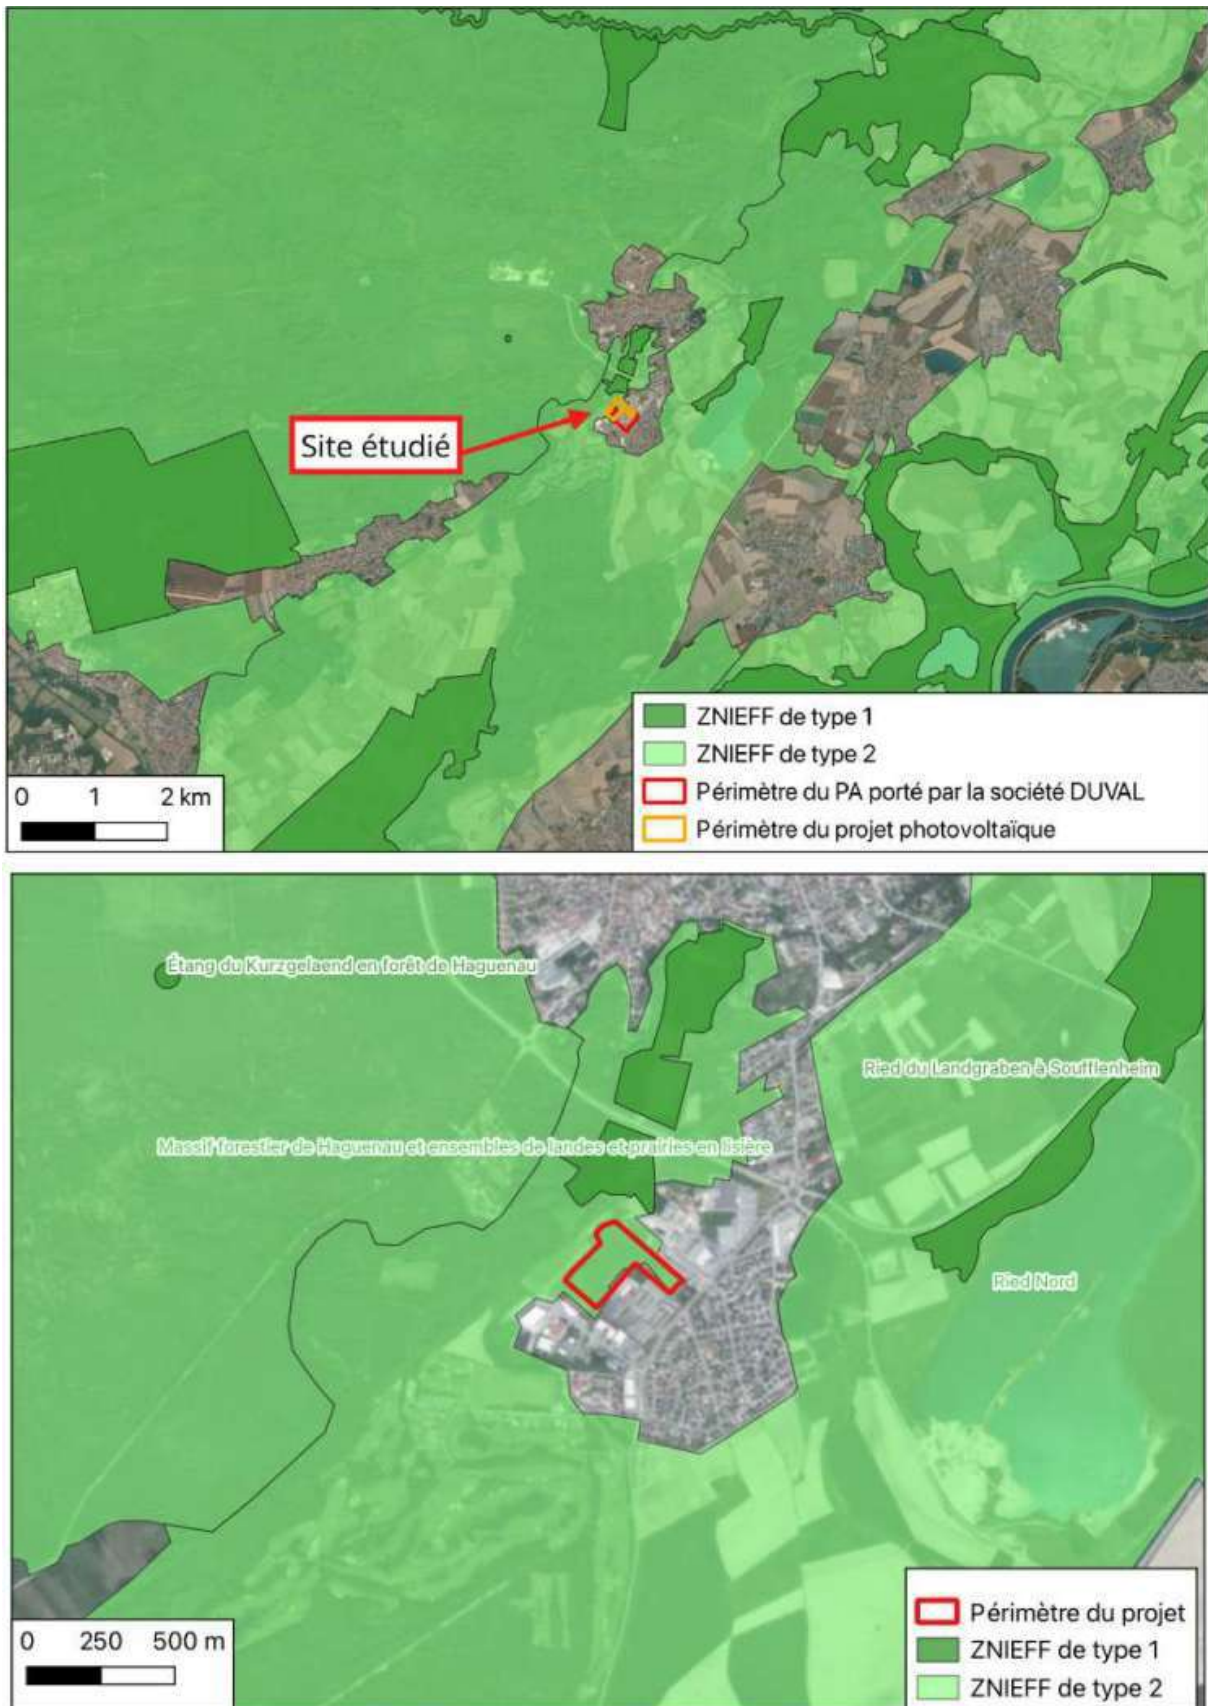 Site étudié
ZNIEFF de type 1
ZNIEFF de type 2
Périmètre du PA porté par la société DUVAL
Périmètre du projet photovoltaïque
0 1 2 km
Étang du Kurzgelaend en forêt de Haguenau
Ried du Landgraben à Soufflenheim
Massif forestier de Haguenau et ensembles de landes et prairies en lisière
Ried Nord
Périmètre du projet
ZNIEFF de type 1
ZNIEFF de type 2
0 250 500 m